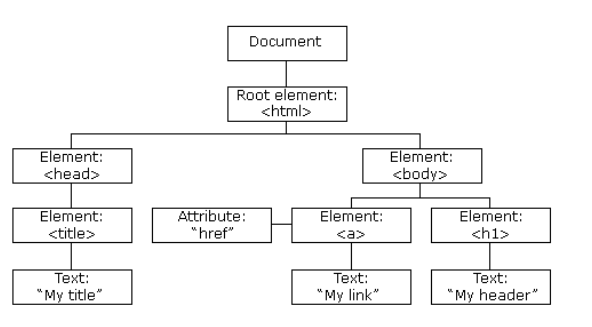 Document
Root element:
<html>
Element:
<head>
Element:
<body>
Element:
<title>
Attribute:
“href”
Element:
<a>
Element:
<h1>
Text:
“My title”
Text:
“My link”
Text:
“My header”